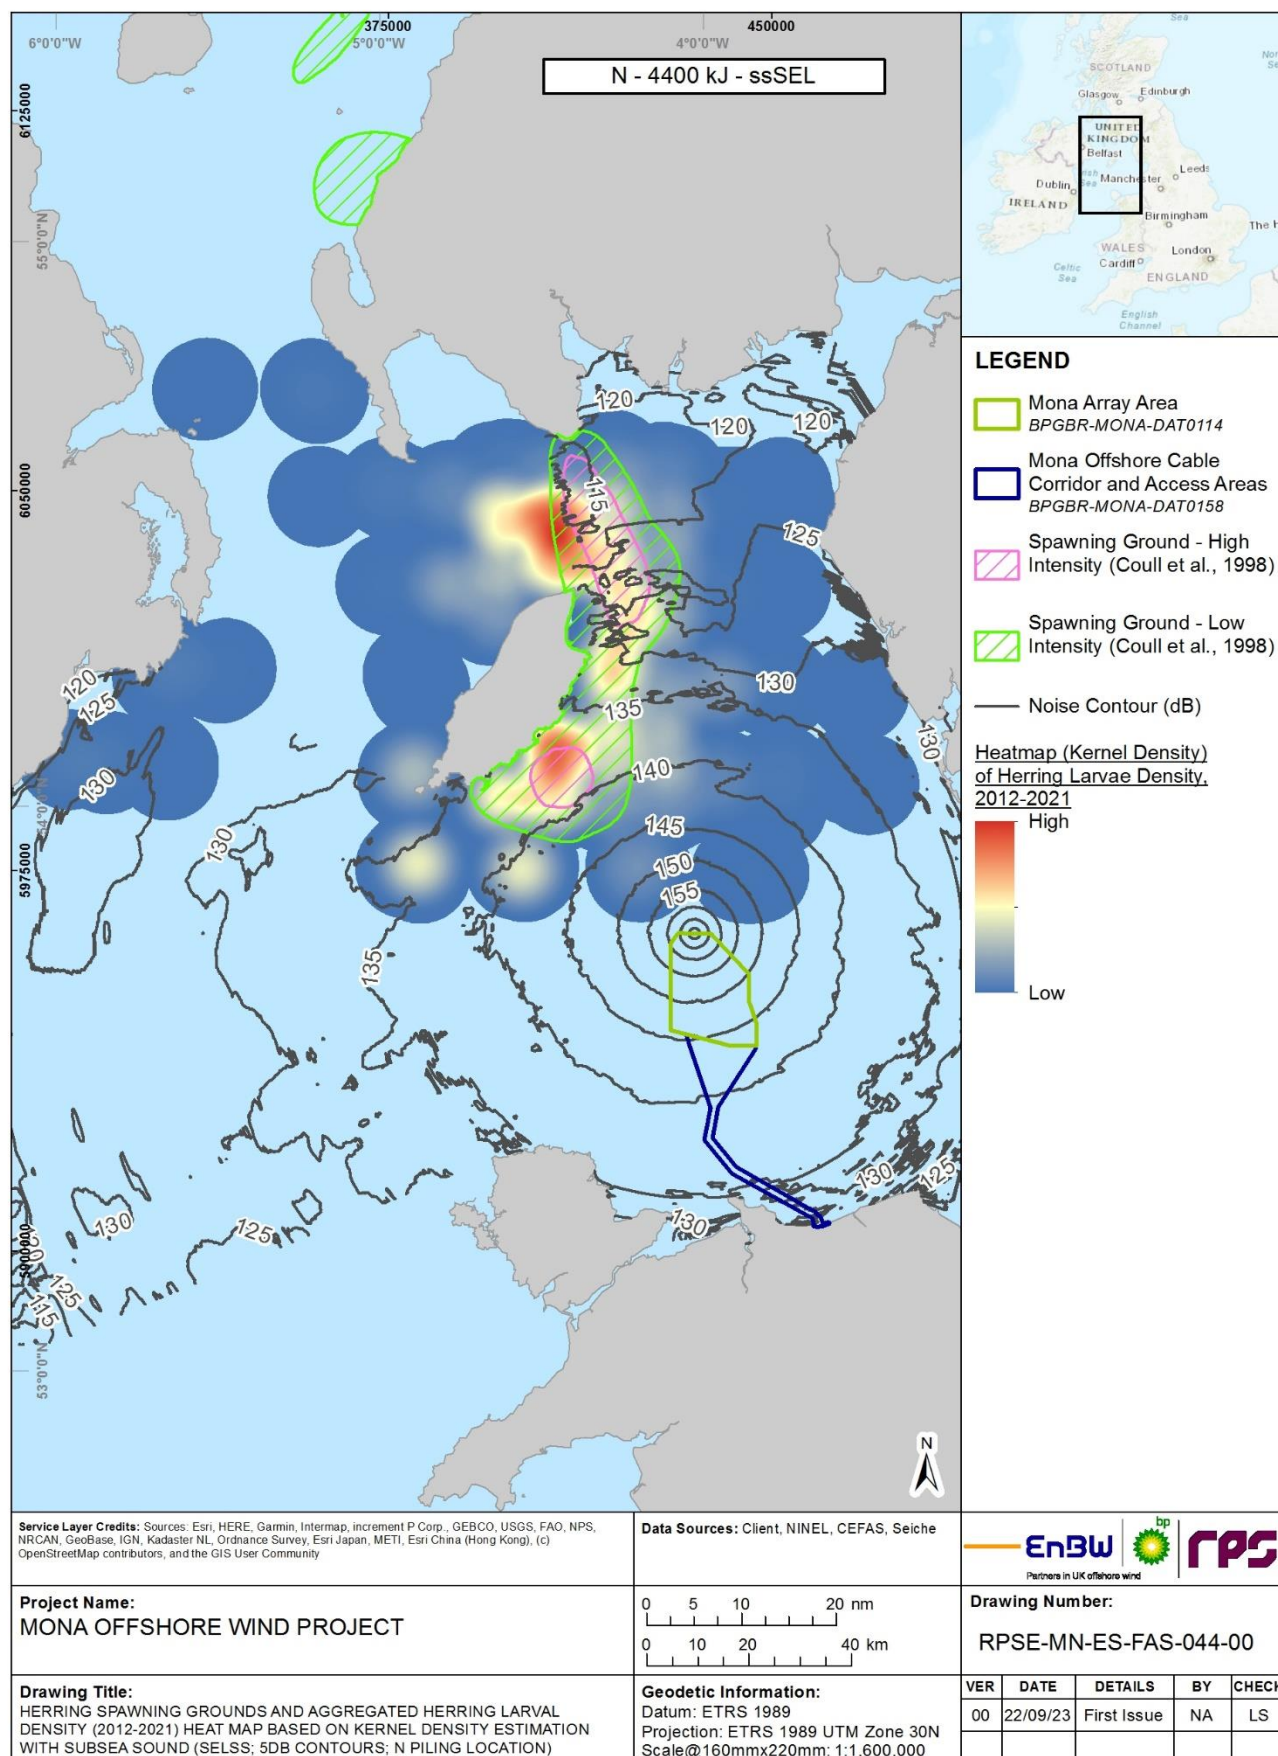 375000
450000
6°0'0"W
5°0'0"W
4°0'0"W
N - 4400 kJ - ssSEL
6125000
55°0'0"N
6050000
54°0'0"N
5975000
5900000
53°0'0"N
120
120
120
115
125
130
135
140
145
150
155
130
120
125
130
130
135
130
125
130
125
115
130
130
125
N
Sea
SCOTLAND
Glasgow
Edinburgh
UNITED
KINGDOM
Belfast
Leeds
Manchester
Dublin
Sea
IRELAND
Birmingham
The H
WALES
London
Cardiff
Celtic
Sea
ENGLAND
English
Channel
LEGEND
Mona Array Area
BPGBR-MONA-DAT0114
Mona Offshore Cable
Corridor and Access Areas
BPGBR-MONA-DAT0158
Spawning Ground - High
Intensity (Coull et al., 1998)
Spawning Ground - Low
Intensity (Coull et al., 1998)
Noise Contour (dB)
Heatmap (Kernel Density)
of Herring Larvae Density,
2012-2021
High
Low
Service Layer Credits: Sources: Esri, HERE, Garmin, Intermap, increment P Corp., GEBCO, USGS, FAO, NPS,
NRCAN, GeoBase, IGN, Kadaster NL, Ordnance Survey, Esri Japan, METI, Esri China (Hong Kong), (c)
OpenStreetMap contributors, and the GIS User Community
Data Sources: Client, NINEL, CEFAS, Seiche
EnBW
bp
rps
Partners in UK offshore wind
Project Name:
MONA OFFSHORE WIND PROJECT
0 5 10 20 nm
0 10 20 40 km
Drawing Number:
RPSE-MN-ES-FAS-044-00
Drawing Title:
HERRING SPAWNING GROUNDS AND AGGREGATED HERRING LARVAL
DENSITY (2012-2021) HEAT MAP BASED ON KERNEL DENSITY ESTIMATION
WITH SUBSEA SOUND (SELSS; 5DB CONTOURS; N PILING LOCATION)
Geodetic Information:
Datum: ETRS 1989
Projection: ETRS 1989 UTM Zone 30N
Scale@160mmx220mm: 1:1,600,000
VER DATE DETAILS BY CHECK
00 22/09/23 First Issue NA LS